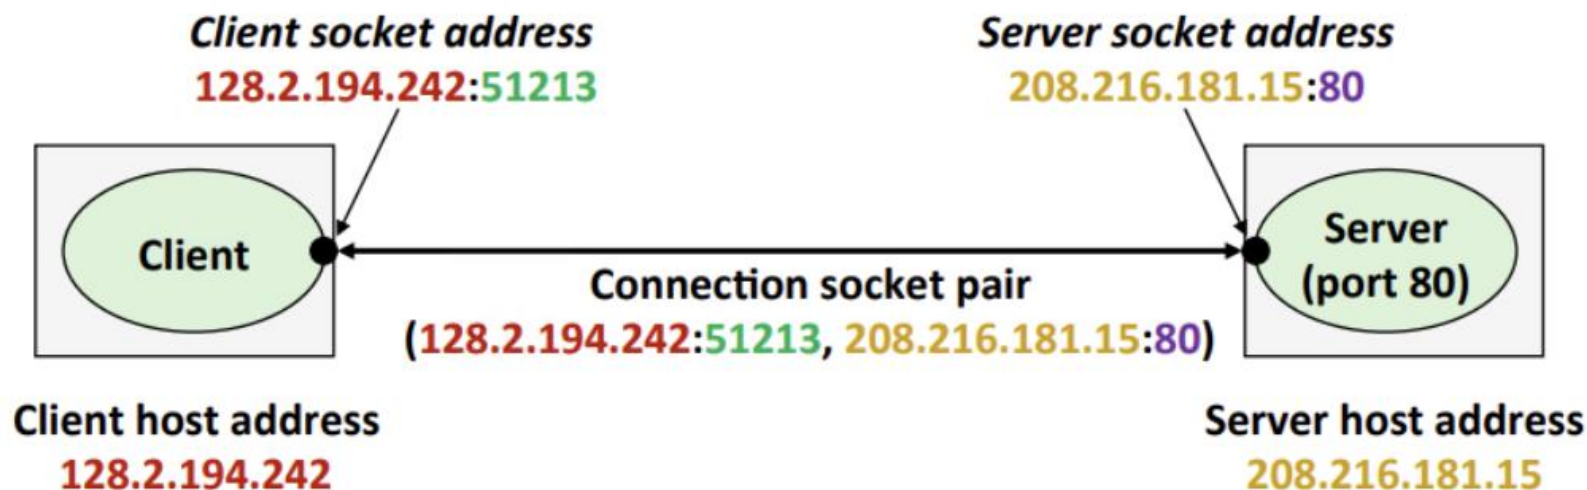 Client socket address
128.2.194.242:51213
Server socket address
208.216.181.15:80
Client
Server
(port 80)
Connection socket pair
(128.2.194.242:51213, 208.216.181.15:80)
Client host address
128.2.194.242
Server host address
208.216.181.15